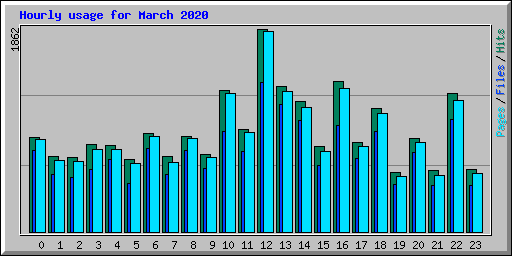 Hourly usage for March 2020
1862
Pages/Files/Hits
0 1 2 3 4 5 6 7 8 9 10 11 12 13 14 15 16 17 18 19 20 21 22 23